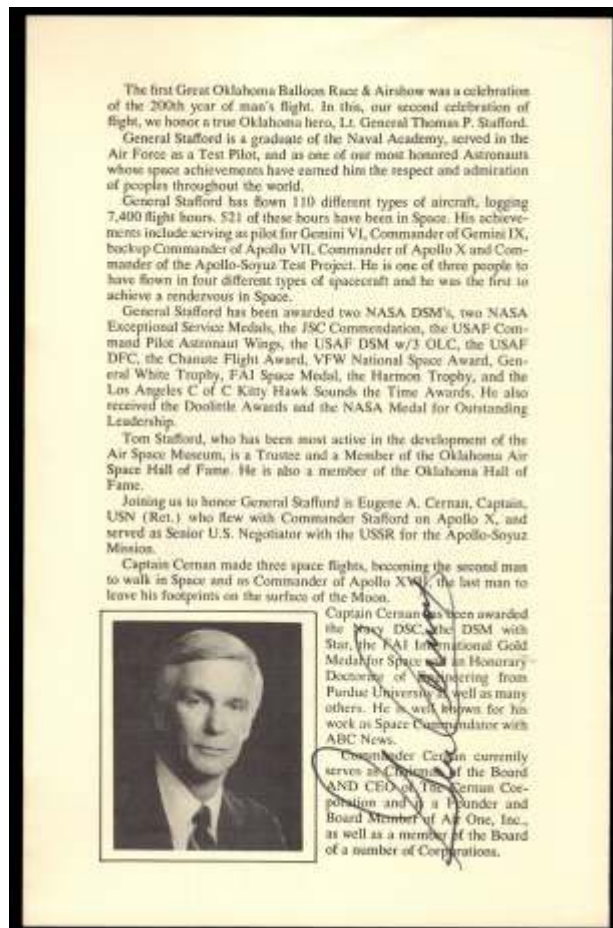 The first Great Oklahoma Balloon Race & Airshow was a celebration
of the 200th year of man's flight. In this, our second celebration of
flight, we honor a true Oklahoma hero, Lt. General Thomas P. Stafford.
General Stafford is a graduate of the Naval Academy, served in the
Air Force as a Test Pilot, and as one of our most honored Astronauts
whose space achievements have earned him the respect and admiration
of peoples throughout the world.
General Stafford has flown 110 different types of aircraft, logging
7,400 flight hours. 521 of these hours have been in Space. His achieve-
ments include serving as pilot for Gemini VI, Commander of Gemini IX,
backup Commander of Apollo VII, Commander of Apollo X and Com-
mander of the Apollo-Soyuz Test Project. He is one of three people to
have flown in four different types of spacecraft and he was the first to
achieve a rendezvous in Space.
General Stafford has been awarded two NASA DSM's, two NASA
Exceptional Service Medals, the JSC Commendation, the USAF Com-
mand Pilot Astronaut Wings, the USAF DSM w/3 OLC, the USAF
DFC, the Chanute Flight Award, VFW National Space Award, Gen-
eral White Trophy, FAI Space Medal, the Harmon Trophy, and the
Los Angeles C of C Kitty Hawk Sounds the Time Awards. He also
received the Doolittle Awards and the NASA Medal for Outstanding
Leadership.
Tom Stafford, who has been most active in the development of the
Air Space Museum, is a Trustee and a Member of the Oklahoma Air
Space Hall of Fame. He is also a member of the Oklahoma Hall of
Fame.
Joining us to honor General Stafford is Eugene A. Cernan, Captain,
USN (Ret.) who flew with Commander Stafford on Apollo X, and
served as Senior U.S. Negotiator with the USSR for the Apollo-Soyuz
Mission.
Captain Cernan made three space flights, becoming the second man
to walk in Space and as Commander of Apollo XVII, the last man to
leave his footprints on the surface of the Moon.
Captain Cernan has been awarded
the Navy DSC, the DSM with
Star, the FAI International Gold
Medal for Space and an Honorary
Doctoring of Engineering from
Purdue University as well as many
others. He is well known for his
work as Space Commendator with
ABC News.
Commander Cernan currently
serves as Chairman of the Board
AND CEO of The Cernan Cor-
poration and is a Founder and
Board Member of Air One, Inc.,
as well as a member of the Board
of a number of Corporations.